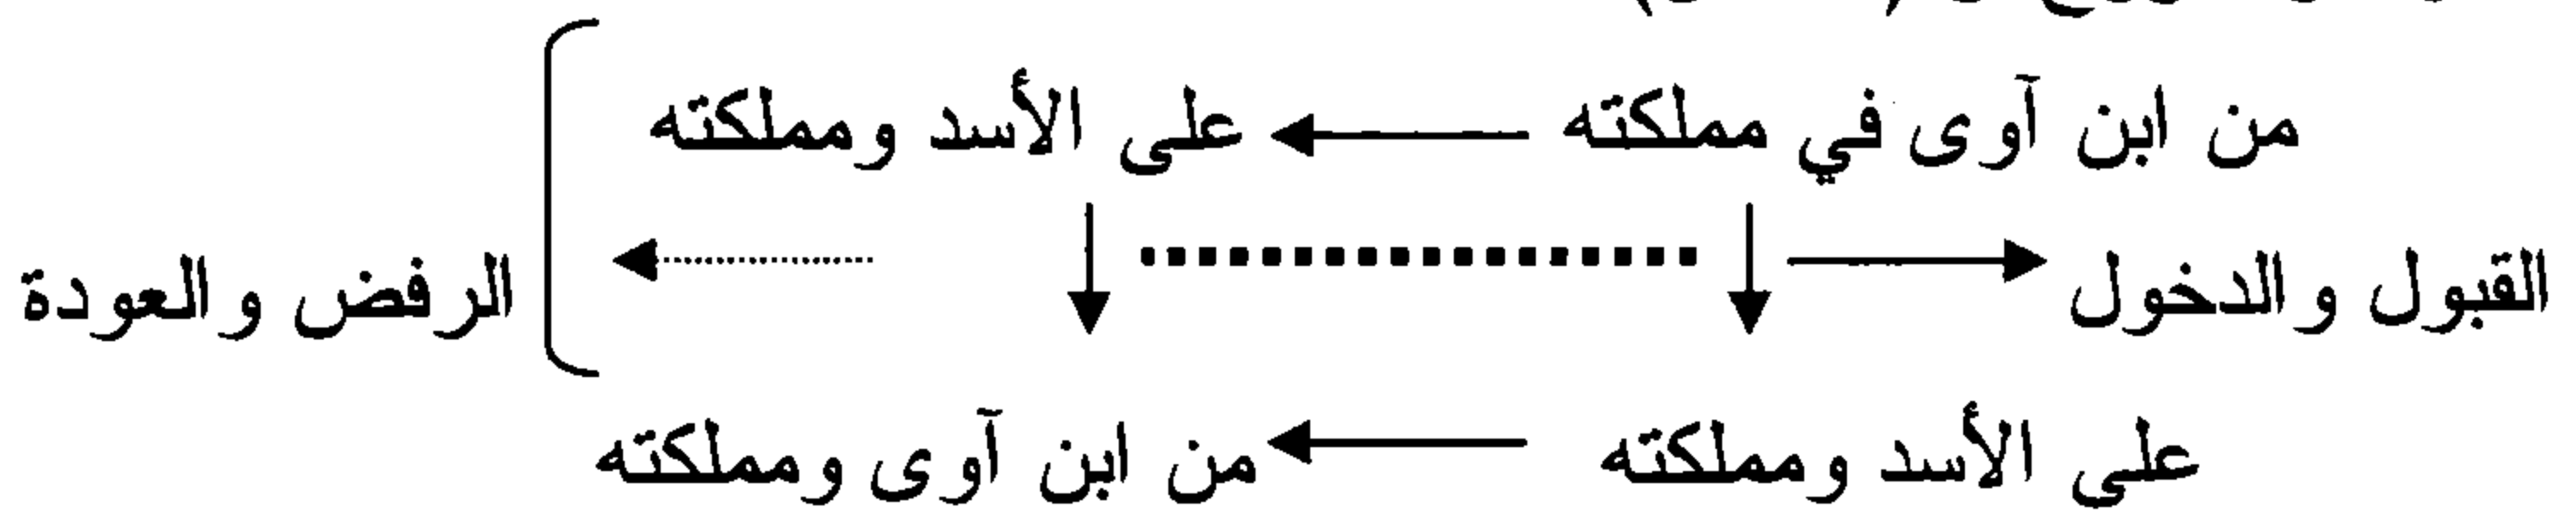 من ابن آوى في مملكته على الأسد ومملكته
القبول والدخول الرفض والعودة
على الأسد ومملكته من ابن آوى ومملكته